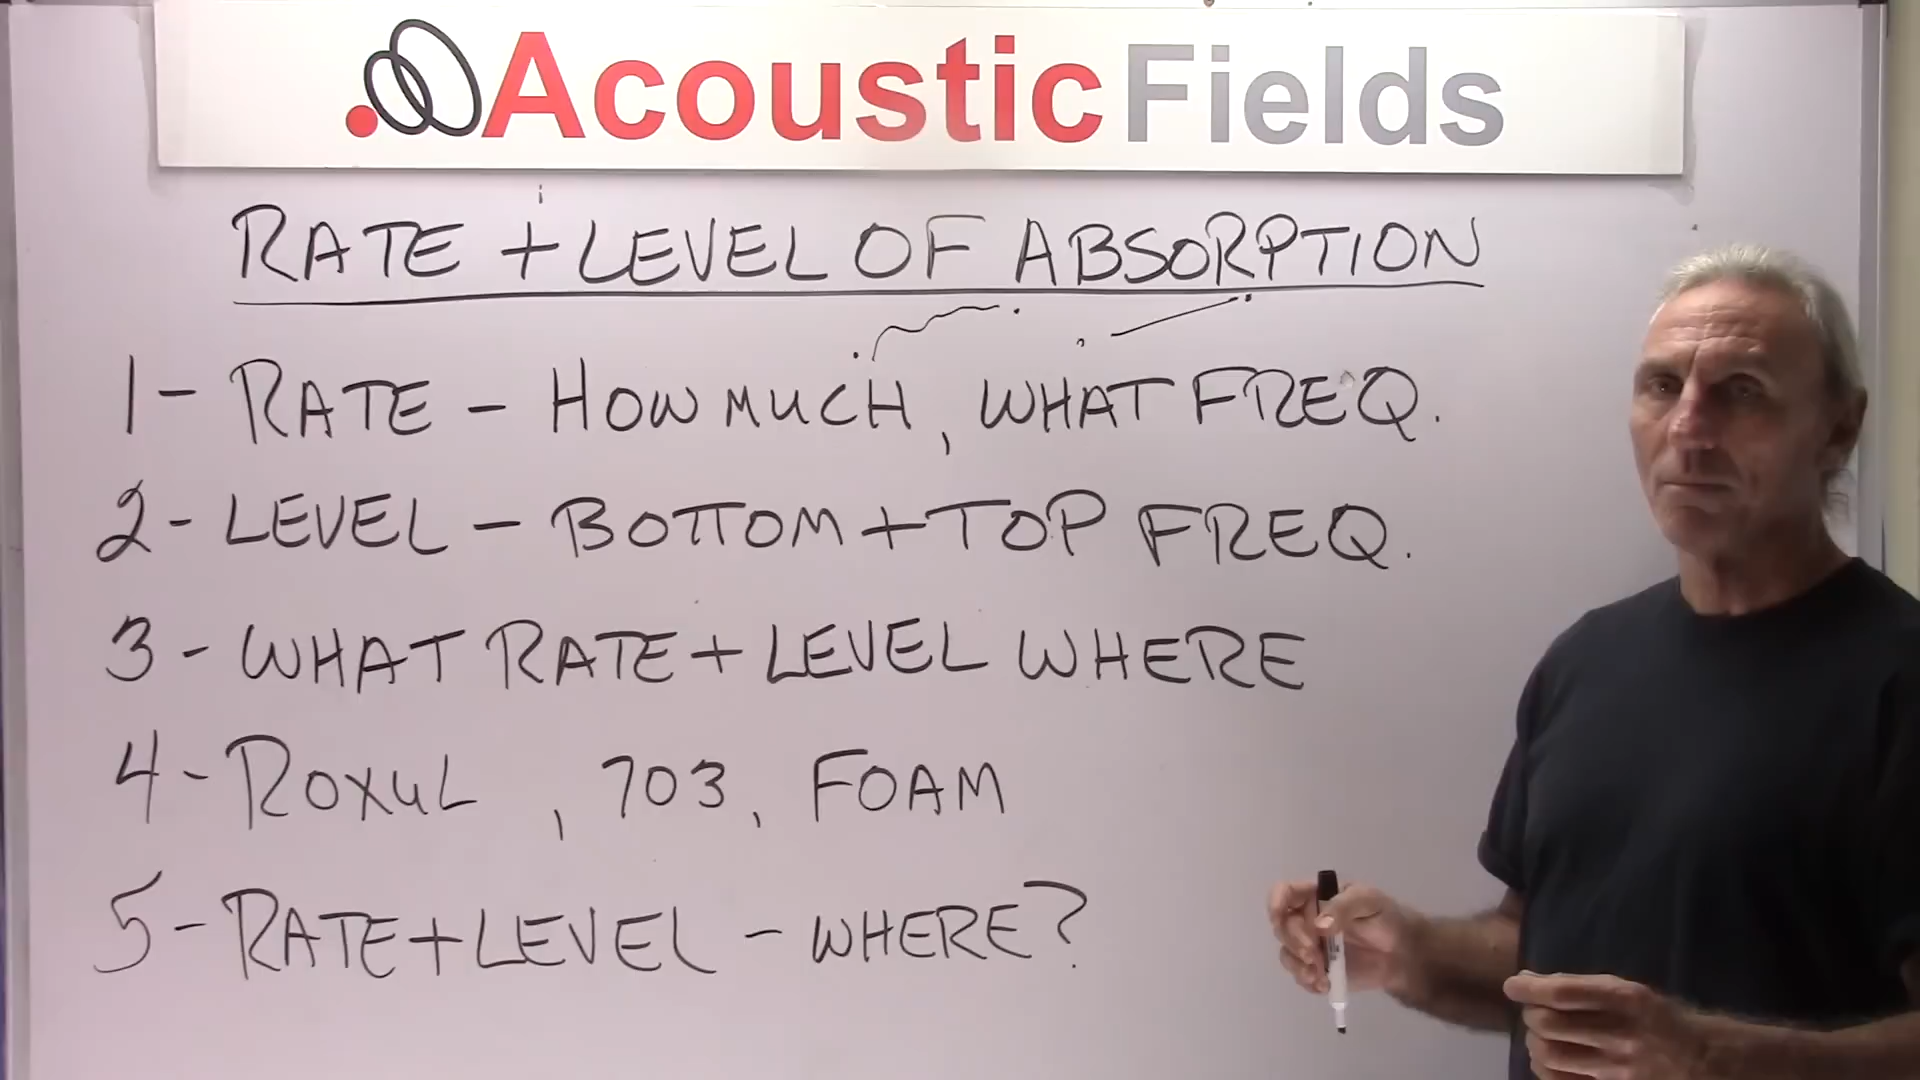 AcousticFields
RATE + LEVEL OF ABSORPTION
1 - RATE - HOW MUCH, WHAT FREQ.
2 - LEVEL - BOTTOM + TOP FREQ.
3 - WHAT RATE + LEVEL WHERE
4 - ROXUL , 703, FOAM
5 - RATE + LEVEL - WHERE?